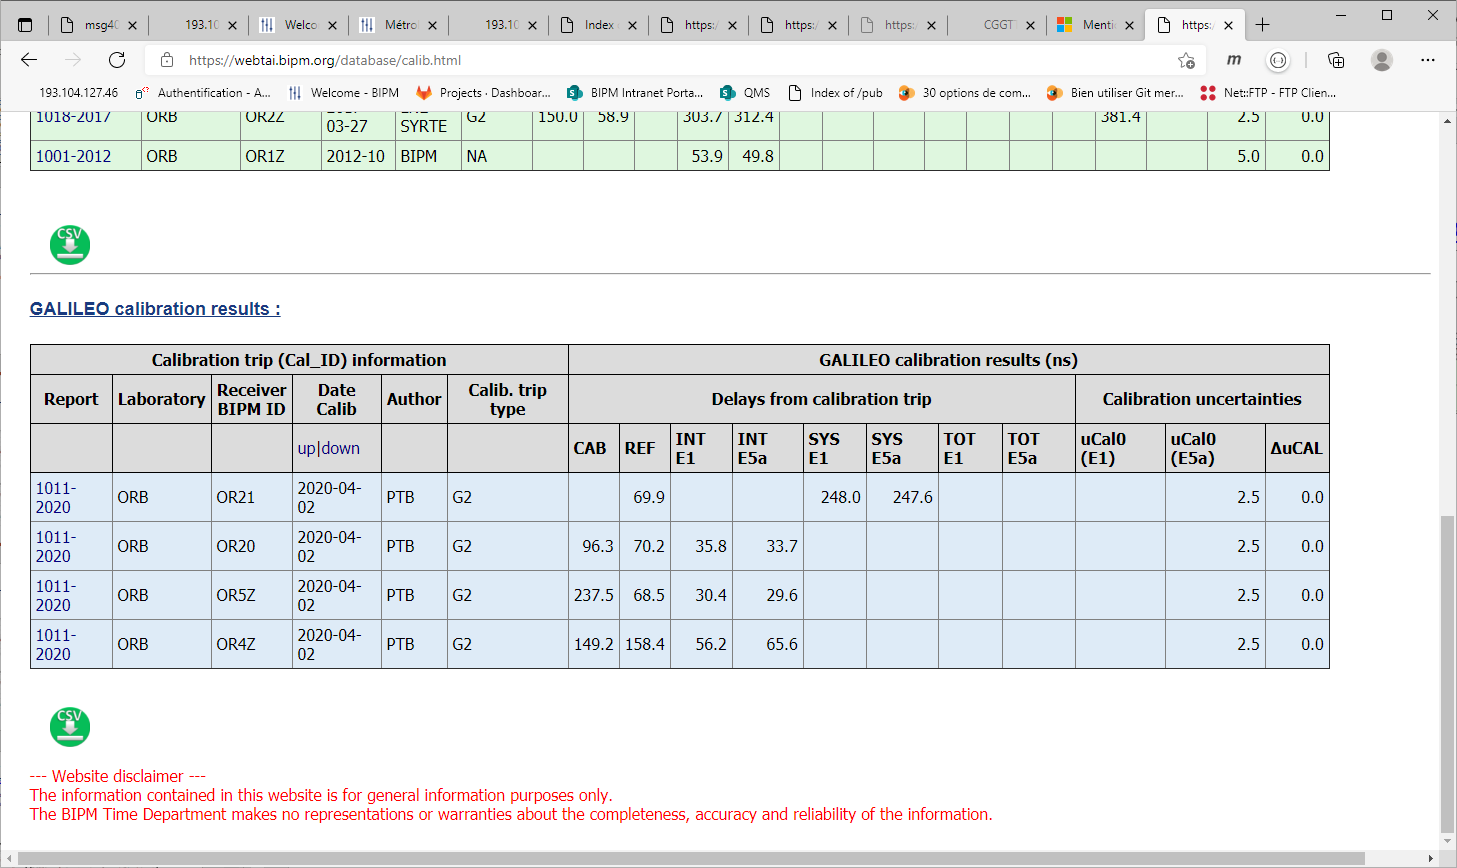 msg40 193.10 Welco Métro 193.10 Index https:/ https:/ https:/ CGGT Menti https:/
https://webtai.bipm.org/database/calib.html
193.104.127.46 Authentification - A... Welcome - BIPM Projects · Dashboar... BIPM Intranet Porta... QMS Index of /pub 30 options de com... Bien utiliser Git mer... Net::FTP - FTP Clien...
1018-2017 ORB OR2Z 03-27 SYRTE G2 150.0 58.9 303.7 312.4 381.4 2.5 0.0
1001-2012 ORB OR1Z 2012-10 BIPM NA 53.9 49.8 5.0 0.0
CSV
GALILEO calibration results :
Calibration trip (Cal_ID) information GALILEO calibration results (ns)
Report Laboratory Receiver BIPM ID Date Calib Author Calib. trip type Delays from calibration trip Calibration uncertainties
up|down CAB REF INT E1 INT E5a SYS E1 SYS E5a TOT E1 TOT E5a uCal0 (E1) uCal0 (E5a) ΔuCAL
1011-2020 ORB OR21 2020-04-02 PTB G2 69.9 248.0 247.6 2.5 0.0
1011-2020 ORB OR20 2020-04-02 PTB G2 96.3 70.2 35.8 33.7 2.5 0.0
1011-2020 ORB OR5Z 2020-04-02 PTB G2 237.5 68.5 30.4 29.6 2.5 0.0
1011-2020 ORB OR4Z 2020-04-02 PTB G2 149.2 158.4 56.2 65.6 2.5 0.0
CSV
--- Website disclaimer ---
The information contained in this website is for general information purposes only.
The BIPM Time Department makes no representations or warranties about the completeness, accuracy and reliability of the information.